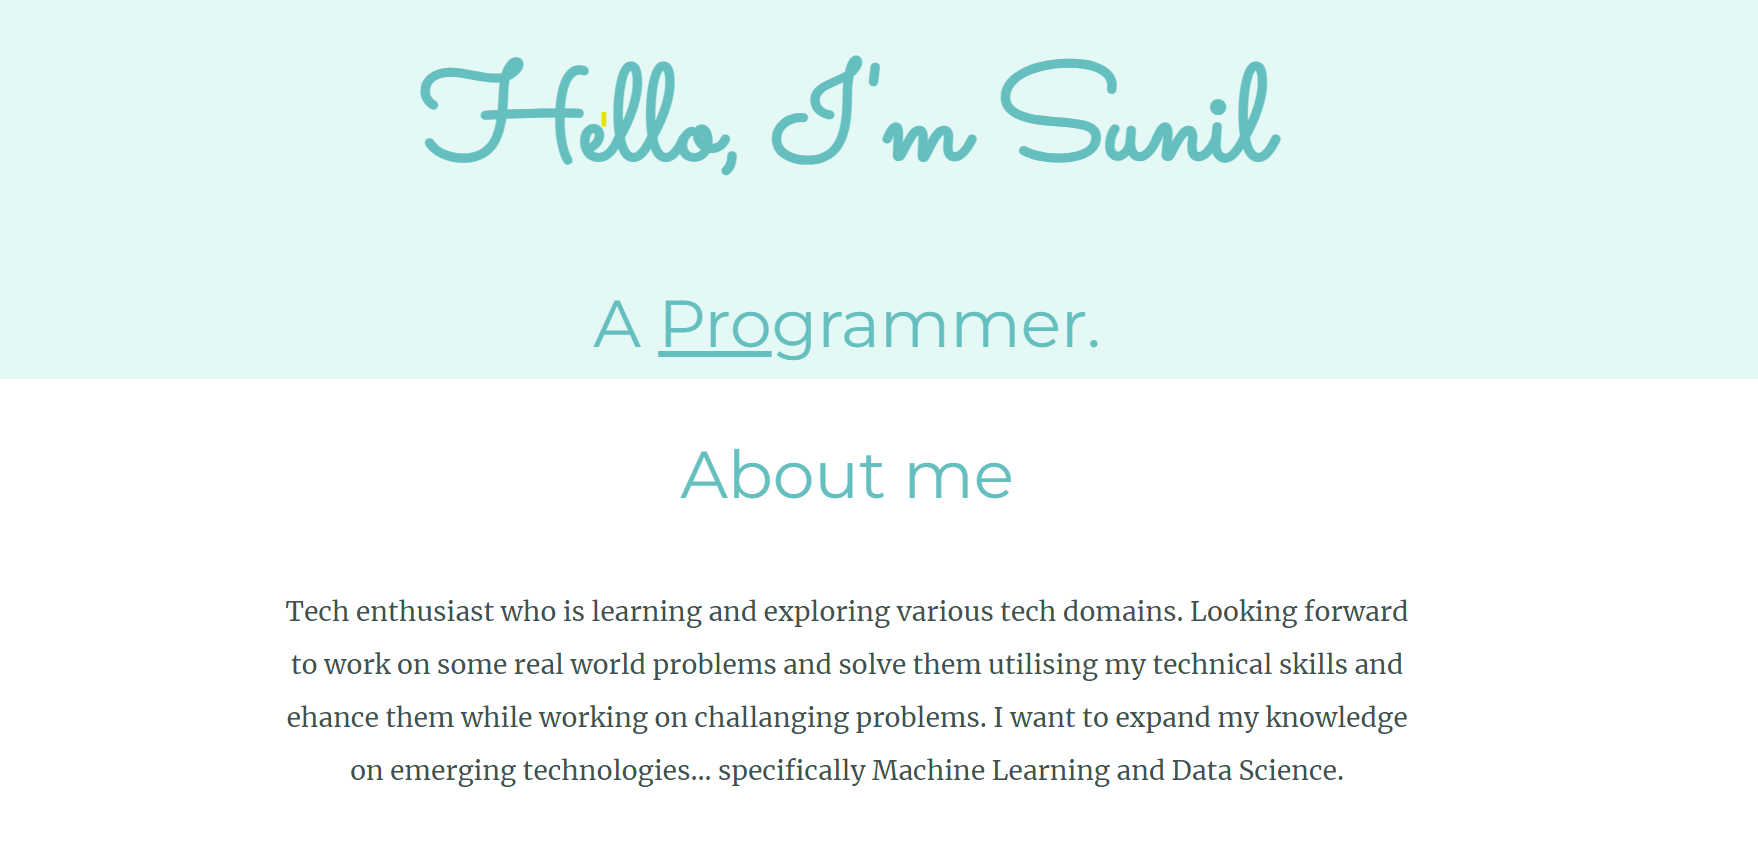 Hello, I'm Sunil
A Programmer.
About me
Tech enthusiast who is learning and exploring various tech domains. Looking forward
to work on some real world problems and solve them utilising my technical skills and
ehance them while working on challanging problems. I want to expand my knowledge
on emerging technologies... specifically Machine Learning and Data Science.